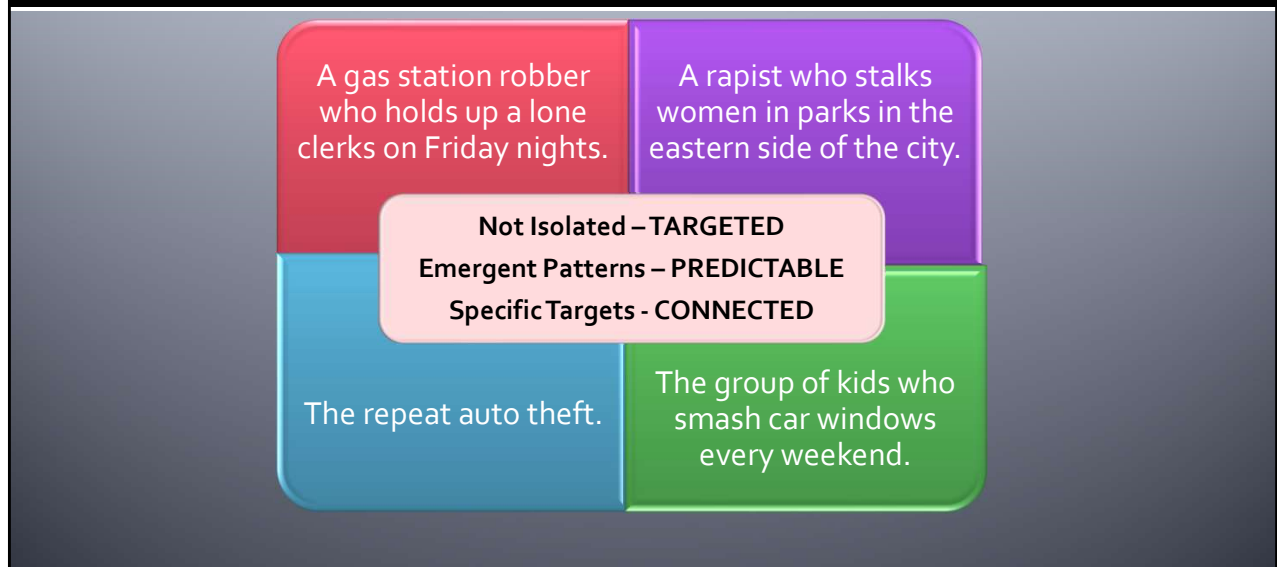 A gas station robber
who holds up a lone
clerks on Friday nights.
A rapist who stalks
women in parks in the
eastern side of the city.
Not Isolated – TARGETED
Emergent Patterns – PREDICTABLE
Specific Targets - CONNECTED
The repeat auto theft.
The group of kids who
smash car windows
every weekend.